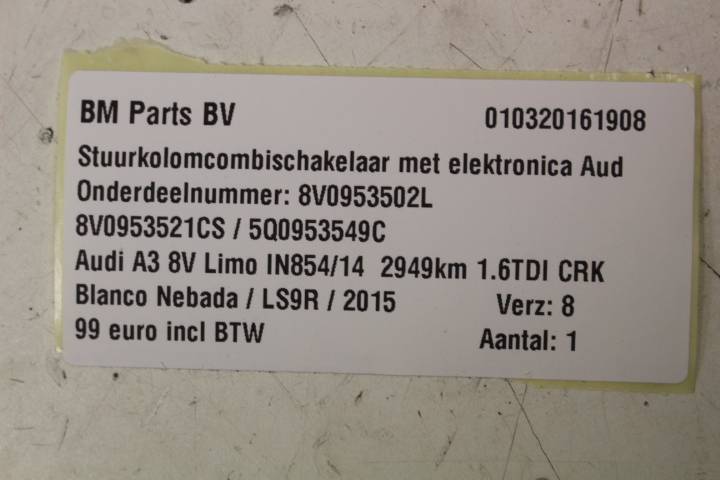 BM Parts BV 010320161908
Stuurkolomcombischakelaar met elektronica Aud
Onderdeelnummer: 8V0953502L
8V0953521CS / 5Q0953549C
Audi A3 8V Limo IN854/14 2949km 1.6TDI CRK
Blanco Nebada / LS9R / 2015 Verz: 8
99 euro incl BTW Aantal: 1